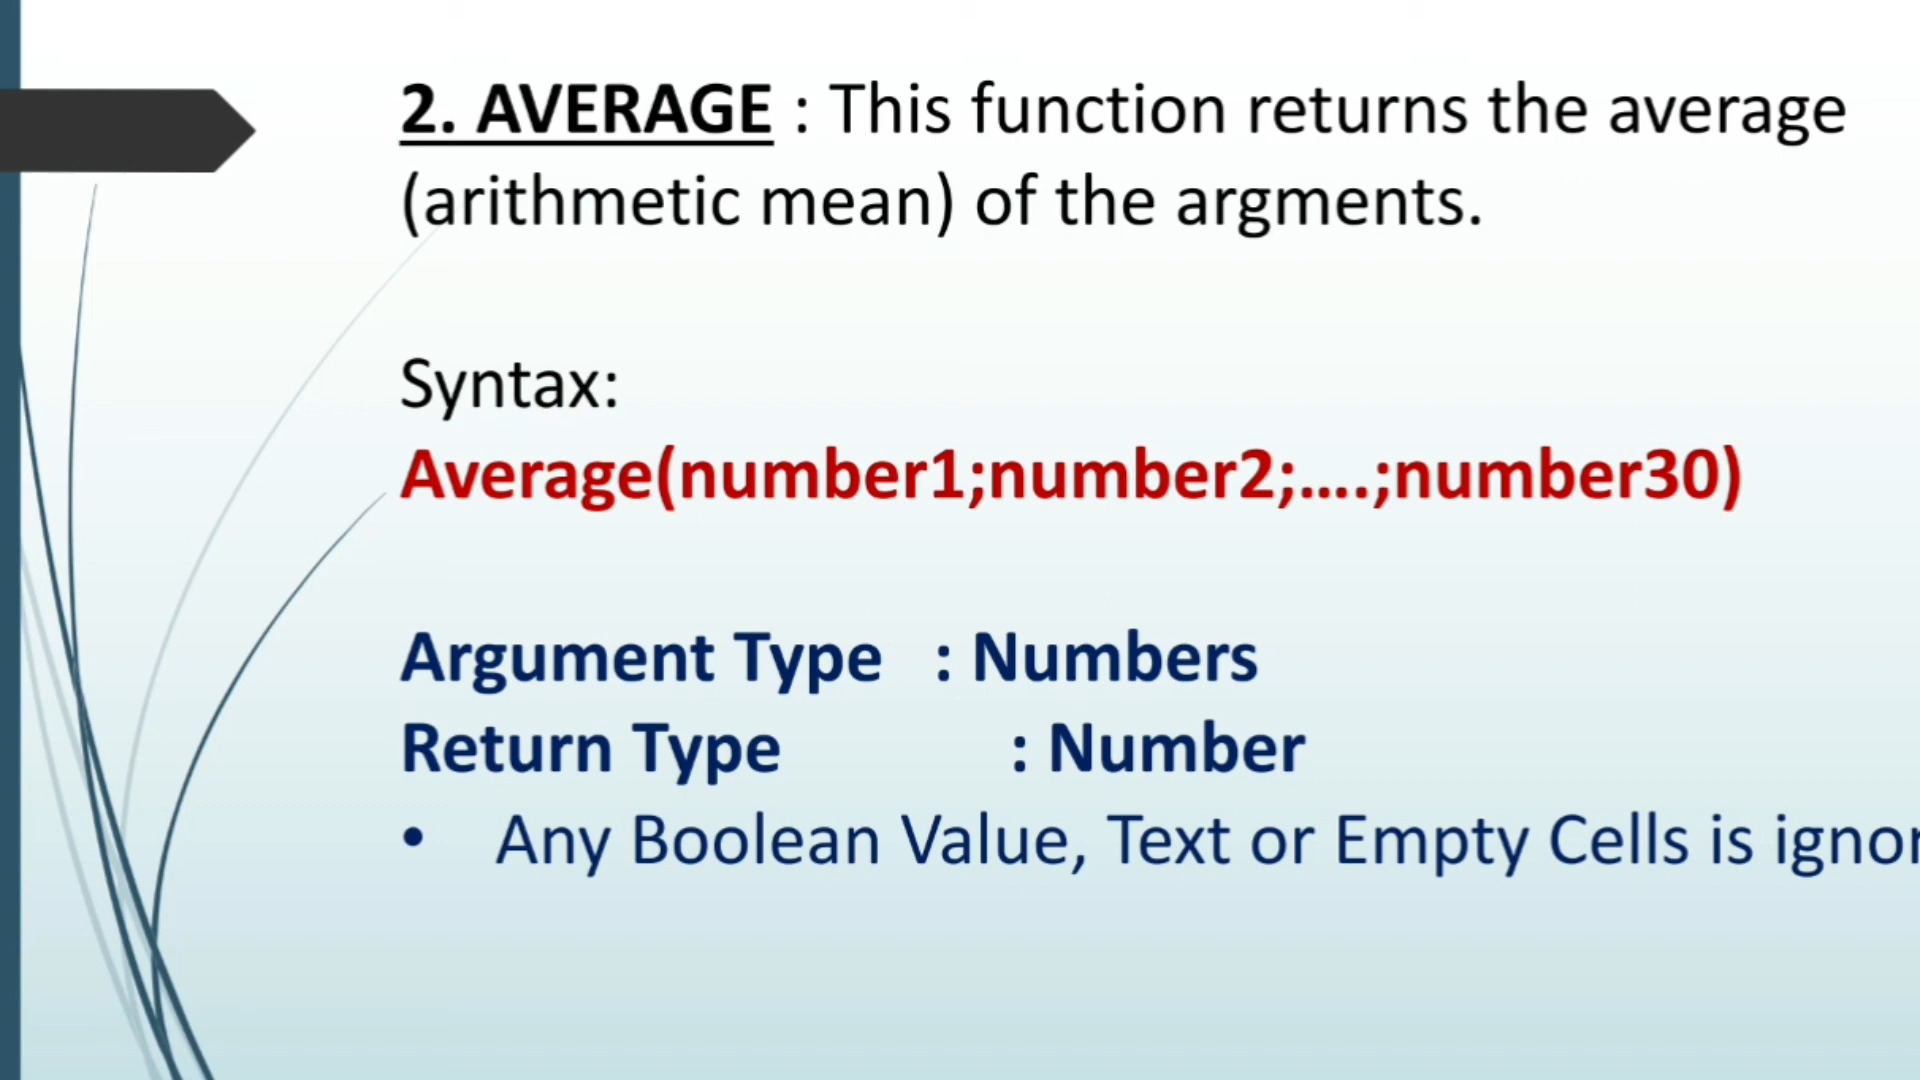 2. AVERAGE : This function returns the average
(arithmetic mean) of the argments.
Syntax:
Average(number1;number2;....;number30)
Argument Type : Numbers
Return Type : Number
• Any Boolean Value, Text or Empty Cells is ignor